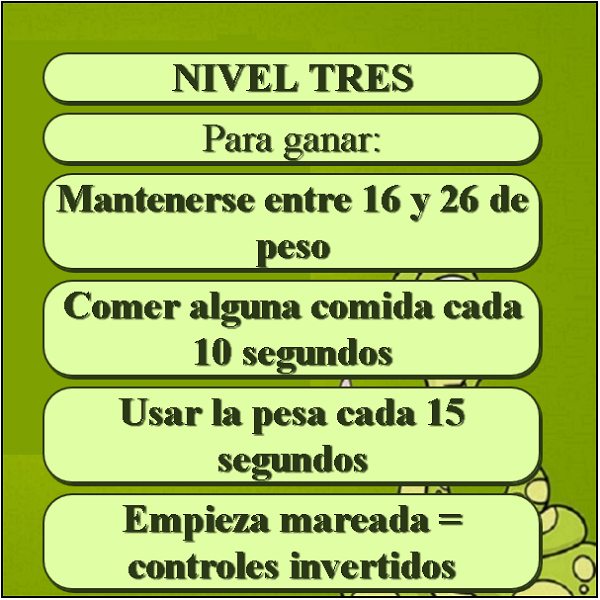 NIVEL TRES
Para ganar:
Mantenerse entre 16 y 26 de
peso
Comer alguna comida cada
10 segundos
Usar la pesa cada 15
segundos
Empieza mareada =
controles invertidos